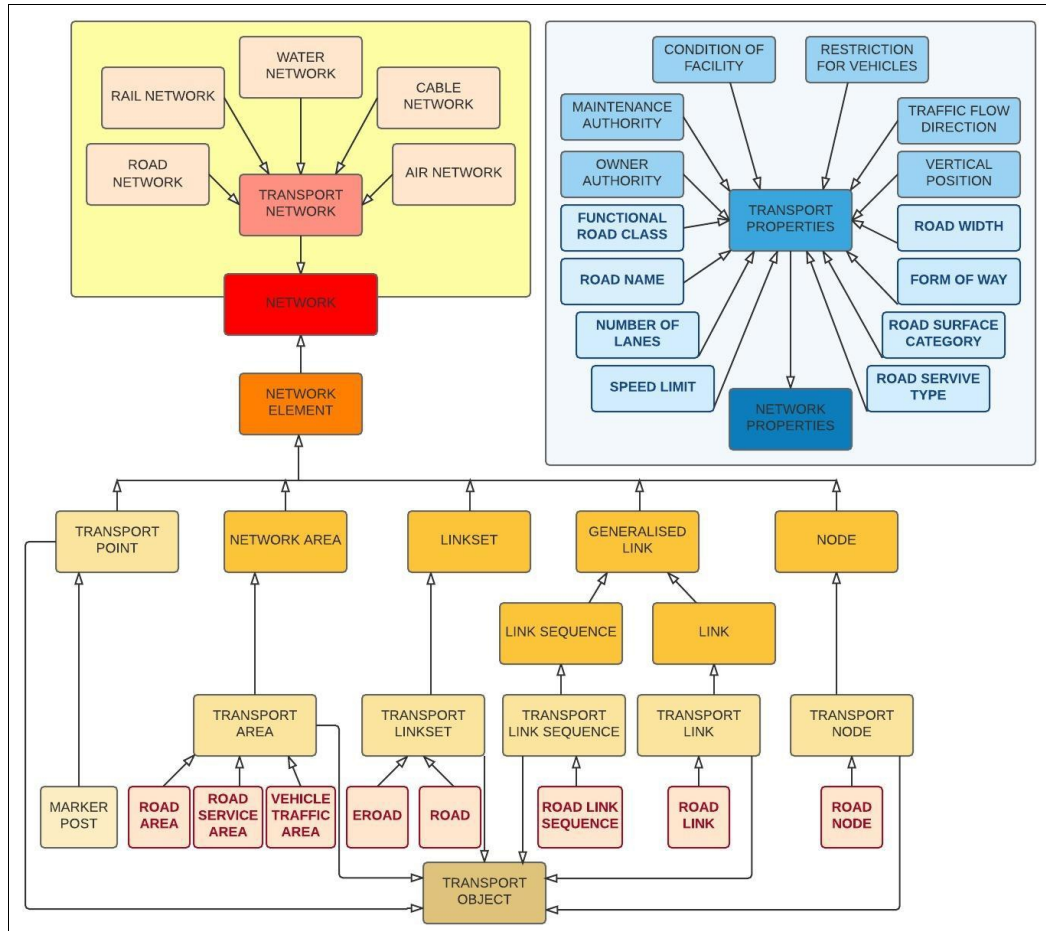 WATER
NETWORK
RAIL NETWORK
CABLE
NETWORK
ROAD
NETWORK
AIR NETWORK
TRANSPORT
NETWORK
NETWORK
NETWORK
ELEMENT
CONDITION OF
FACILITY
RESTRICTION
FOR VEHICLES
MAINTENANCE
AUTHORITY
TRAFFIC FLOW
DIRECTION
OWNER
AUTHORITY
VERTICAL
POSITION
TRANSPORT
PROPERTIES
FUNCTIONAL
ROAD CLASS
ROAD WIDTH
ROAD NAME
FORM OF WAY
NUMBER OF
LANES
ROAD SURFACE
CATEGORY
SPEED LIMIT
ROAD SERVIVE
TYPE
NETWORK
PROPERTIES
TRANSPORT
POINT
NETWORK AREA
LINKSET
GENERALISED
LINK
NODE
LINK SEQUENCE
LINK
TRANSPORT
AREA
TRANSPORT
LINKSET
TRANSPORT
LINK SEQUENCE
TRANSPORT
LINK
TRANSPORT
NODE
MARKER
POST
ROAD
AREA
ROAD
SERVICE
AREA
VEHICLE
TRAFFIC
AREA
EROAD
ROAD
ROAD LINK
SEQUENCE
ROAD
LINK
ROAD
NODE
TRANSPORT
OBJECT